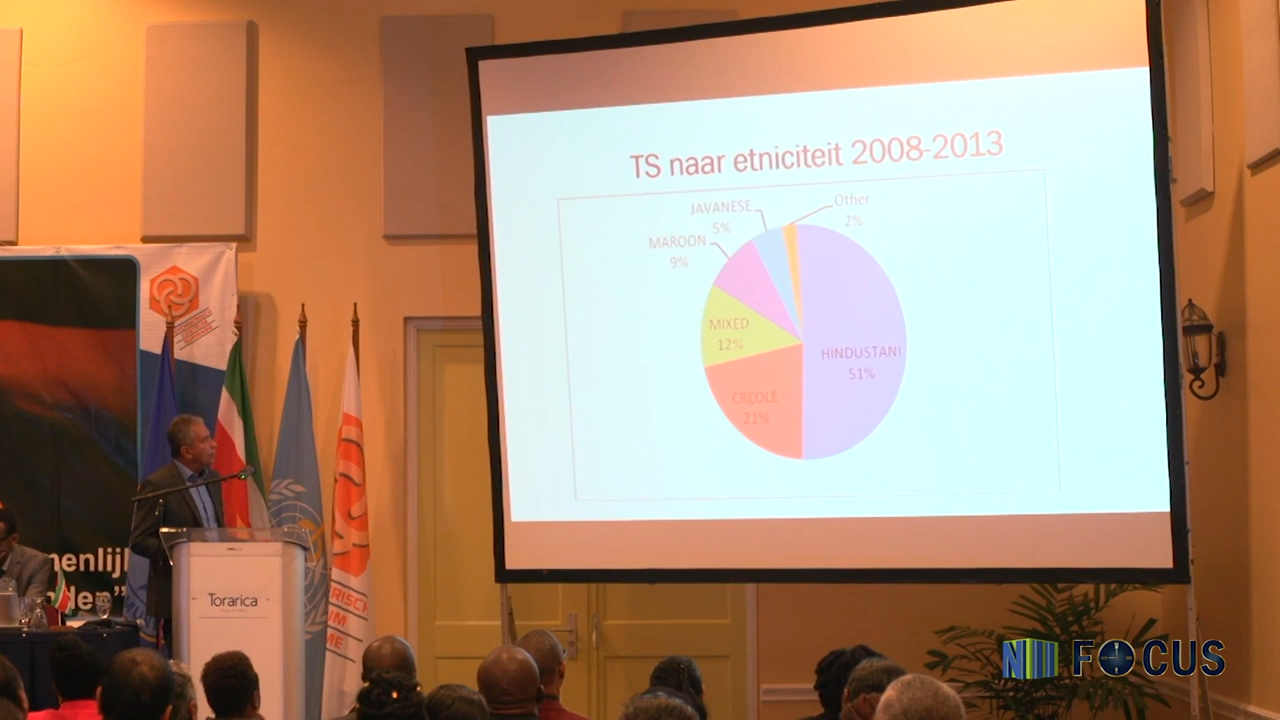 TS naar etniciteit 2008-2013
JAVANESE
5%
Other
2%
MAROON
9%
MIXED
12%
HINDUSTANI
51%
CREOLE
21%
Torarica
FOCUS